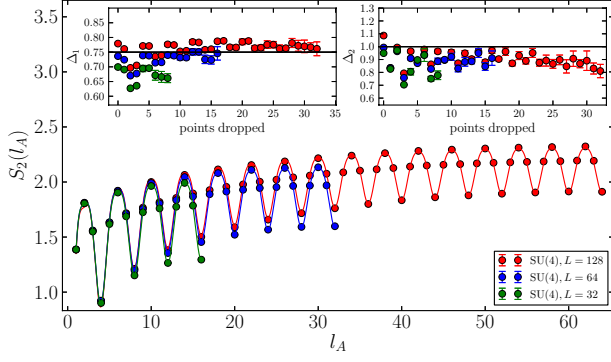 3.5
3.0
2.5
2.0
1.5
1.0
S₂(l_A)
0 10 20 30 40 50 60
l_A
0.85
0.80
0.75
0.70
0.65
0.60
Δ₁
0 5 10 15 20 25 30 35
points dropped
1.3
1.2
1.1
1.0
0.9
0.8
0.7
0.6
0.5
Δ₂
0 5 10 15 20 25 30
points dropped
SU(4), L = 128
SU(4), L = 64
SU(4), L = 32